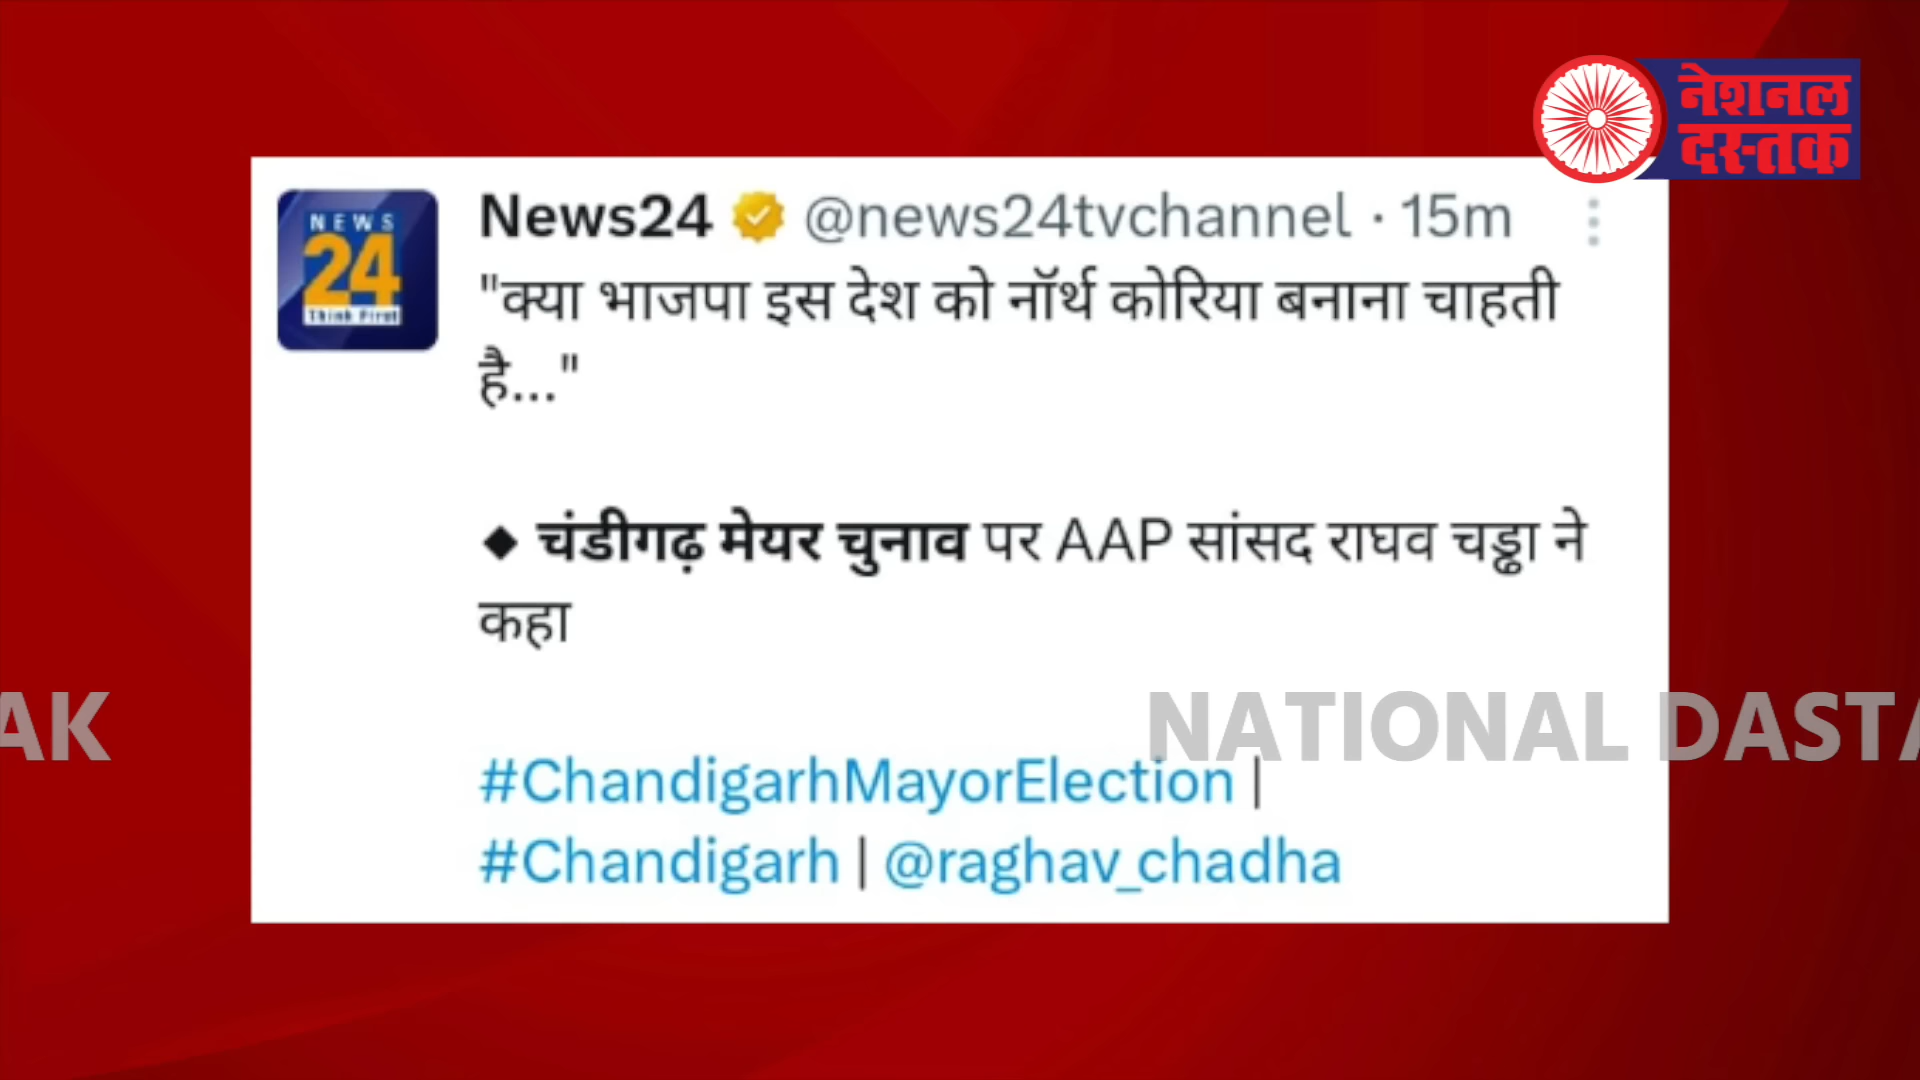 नेशनल
दस्तक
NEWS
24
Think First
News24 @news24tvchannel · 15m
"क्या भाजपा इस देश को नॉर्थ कोरिया बनाना चाहती
है..."
◆ चंडीगढ़ मेयर चुनाव पर AAP सांसद राघव चड्ढा ने
कहा
AK
NATIONAL DASTA
#ChandigarhMayorElection |
#Chandigarh | @raghav_chadha